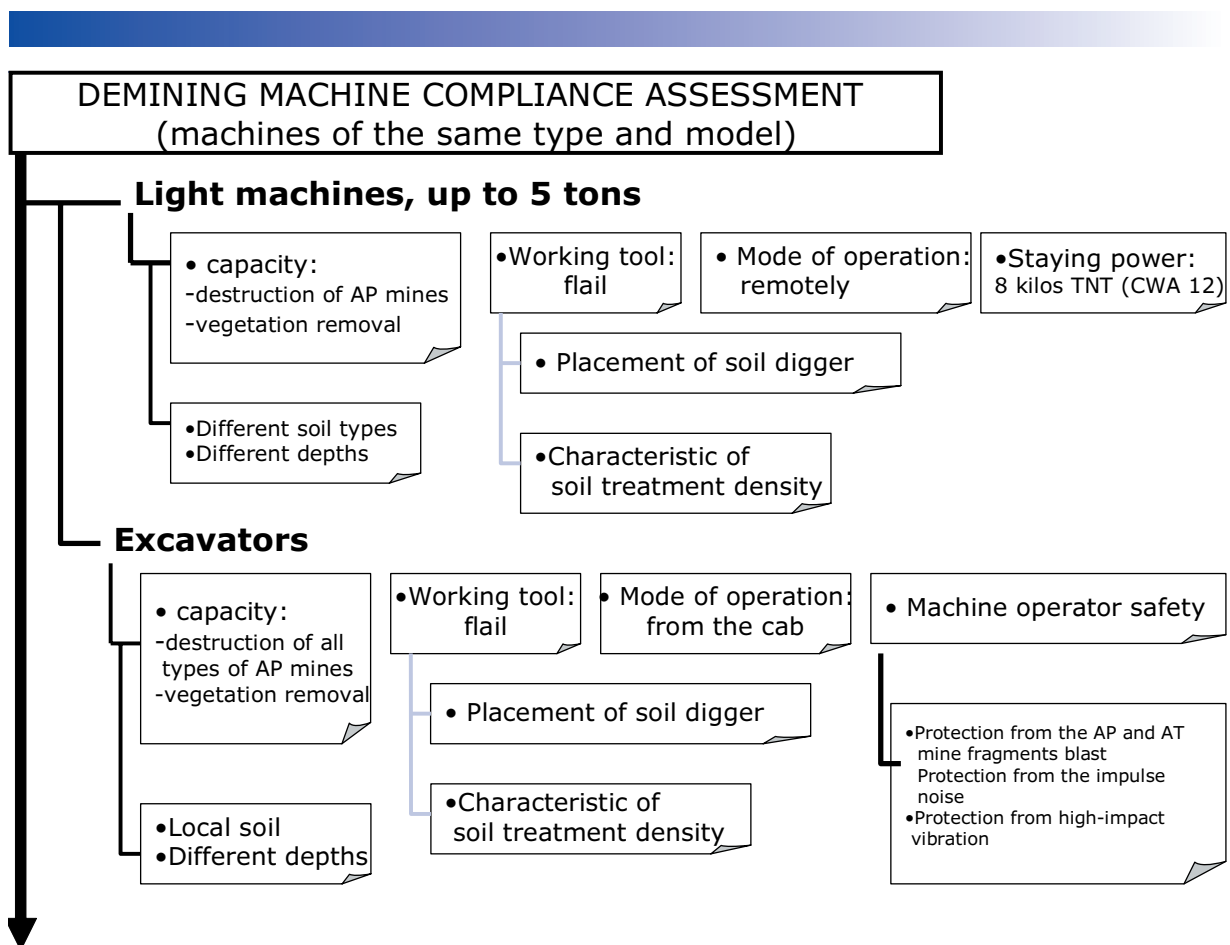 DEMINING MACHINE COMPLIANCE ASSESSMENT
(machines of the same type and model)
Light machines, up to 5 tons
• capacity:
-destruction of AP mines
-vegetation removal
•Working tool:
flail
• Mode of operation:
remotely
•Staying power:
8 kilos TNT (CWA 12)
• Placement of soil digger
•Different soil types
•Different depths
•Characteristic of
soil treatment density
Excavators
• capacity:
-destruction of all
types of AP mines
-vegetation removal
•Working tool:
flail
• Mode of operation:
from the cab
• Machine operator safety
• Placement of soil digger
•Protection from the AP and AT
mine fragments blast
Protection from the impulse
noise
•Protection from high-impact
vibration
•Local soil
•Different depths
•Characteristic of
soil treatment density